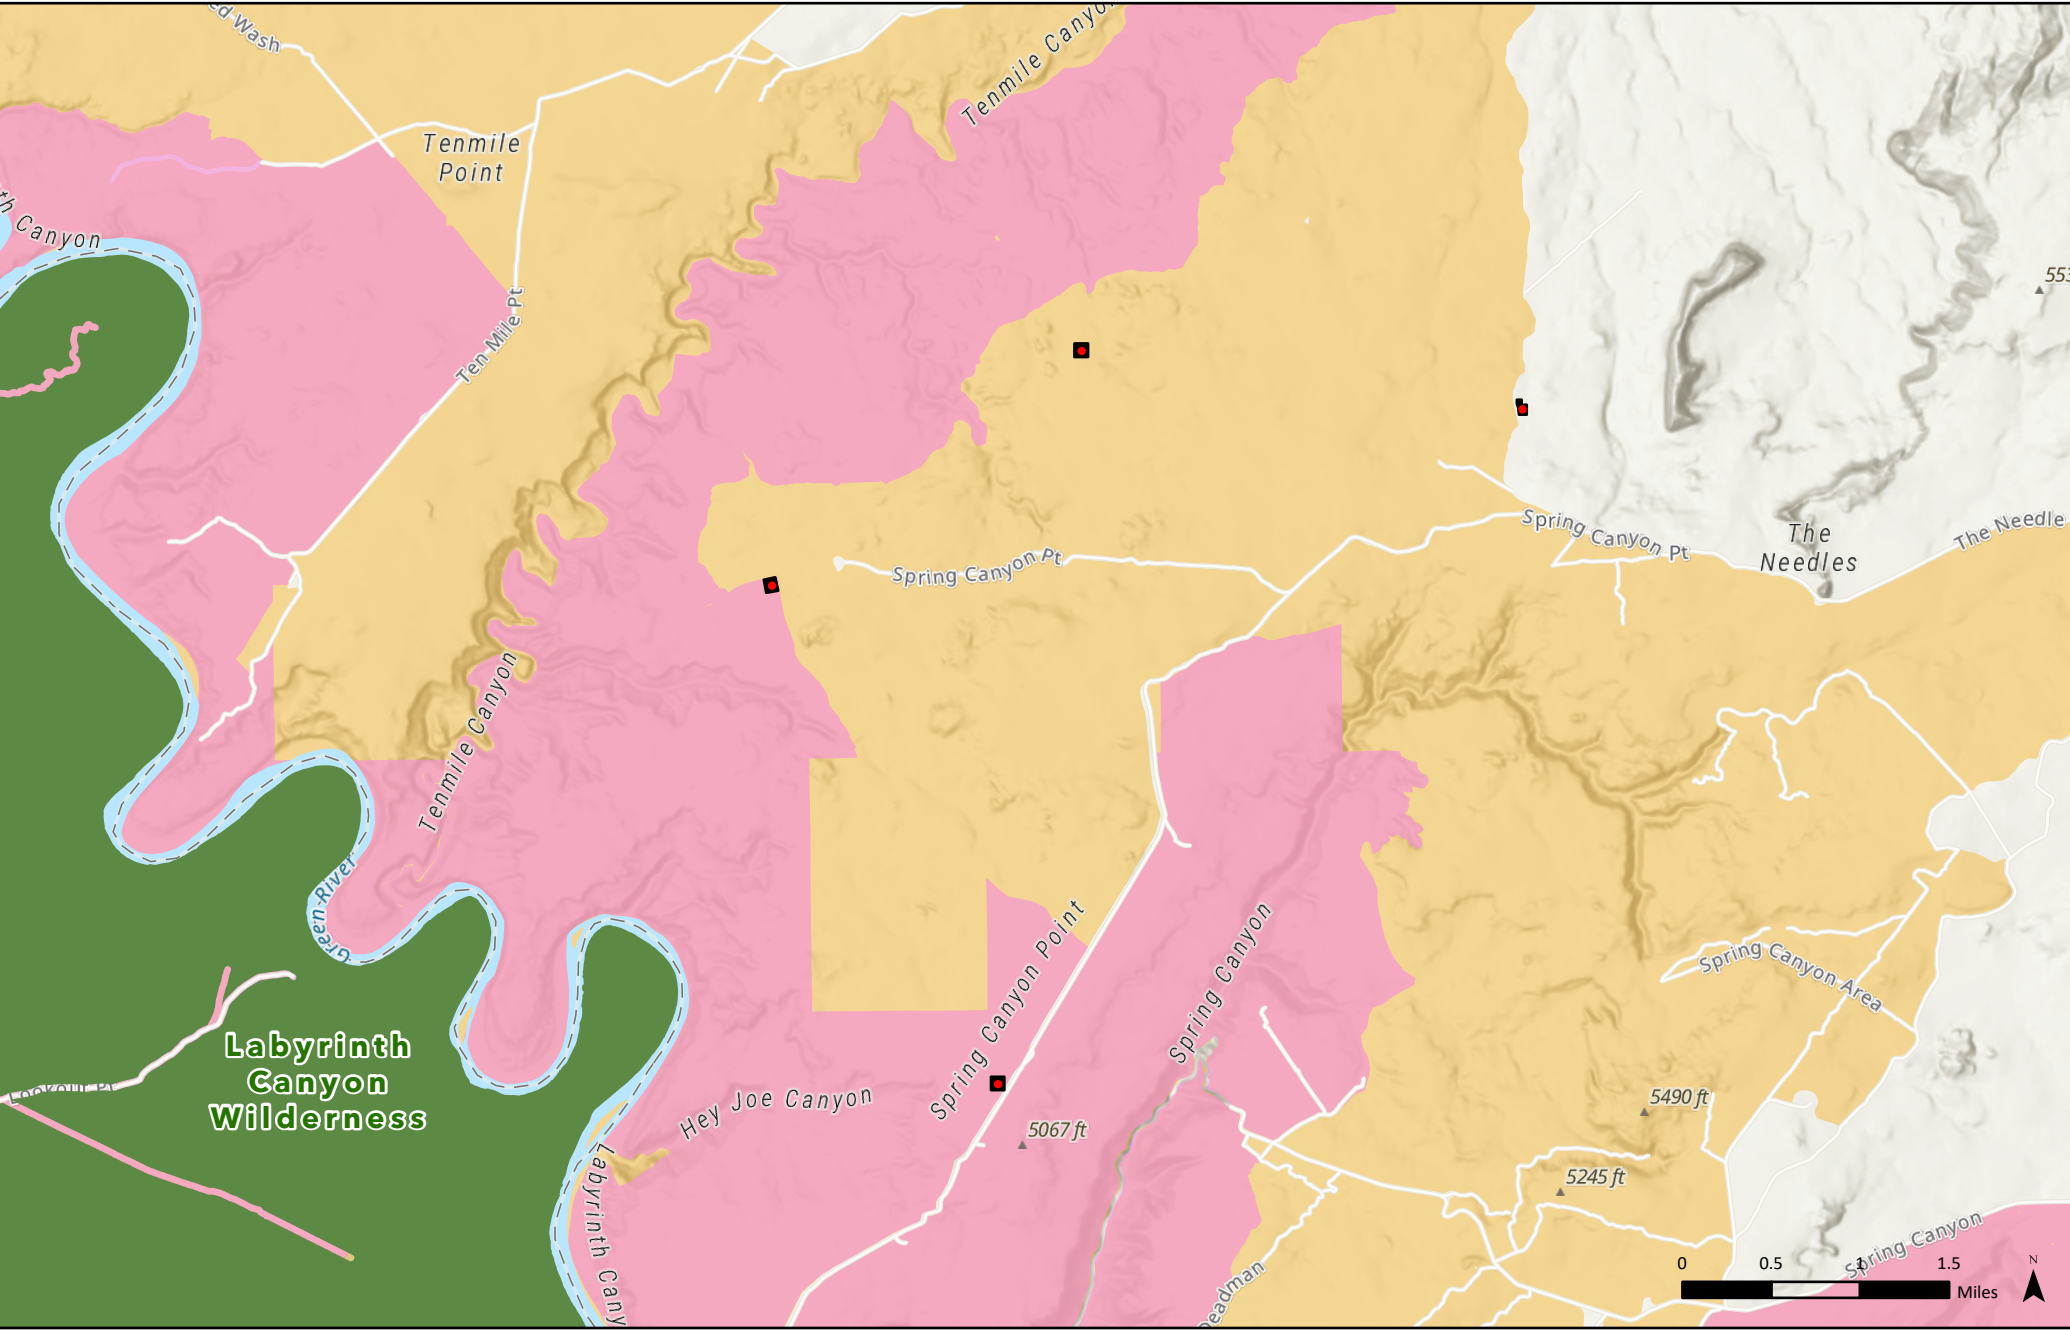 Wash
Tenmile Canyon
Tenmile
Point
Canyon
Ten Mile Pt
553
Spring Canyon Pt
The
Needles
The Needle
Spring Canyon Pt
Tenmile Canyon
Green River
Spring Canyon Point
Spring Canyon
Spring Canyon Area
Labyrinth
Canyon
Wilderness
Lookout Pt
Hey Joe Canyon
5067 ft
5490 ft
5245 ft
Labyrinth Cany
Deadman
Spring Canyon
0 0.5 1 1.5
Miles
N